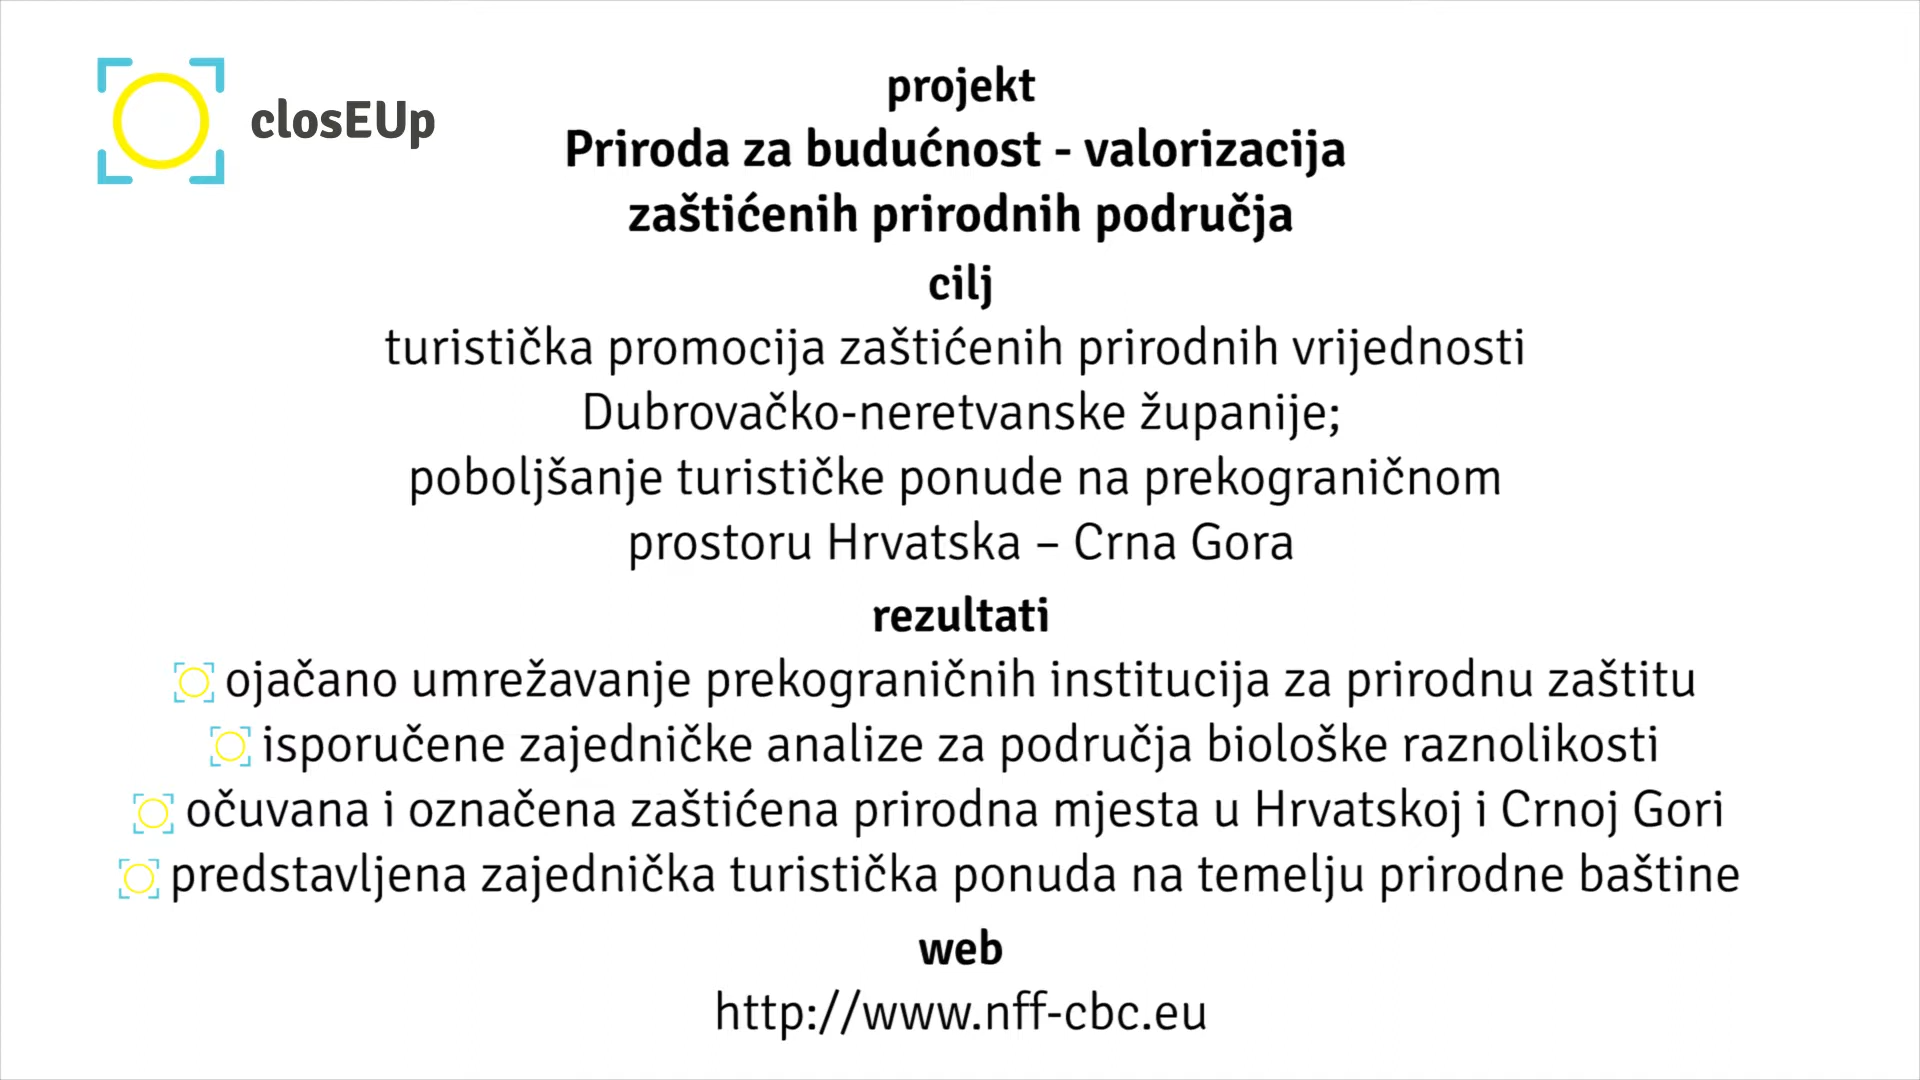 closEUp
projekt
Priroda za budućnost - valorizacija
zaštićenih prirodnih područja
cilj
turistička promocija zaštićenih prirodnih vrijednosti
Dubrovačko-neretvanske županije;
poboljšanje turističke ponude na prekograničnom
prostoru Hrvatska – Crna Gora
rezultati
ojačano umrežavanje prekograničnih institucija za prirodnu zaštitu
isporučene zajedničke analize za područja biološke raznolikosti
očuvana i označena zaštićena prirodna mjesta u Hrvatskoj i Crnoj Gori
predstavljena zajednička turistička ponuda na temelju prirodne baštine
web
http://www.nff-cbc.eu